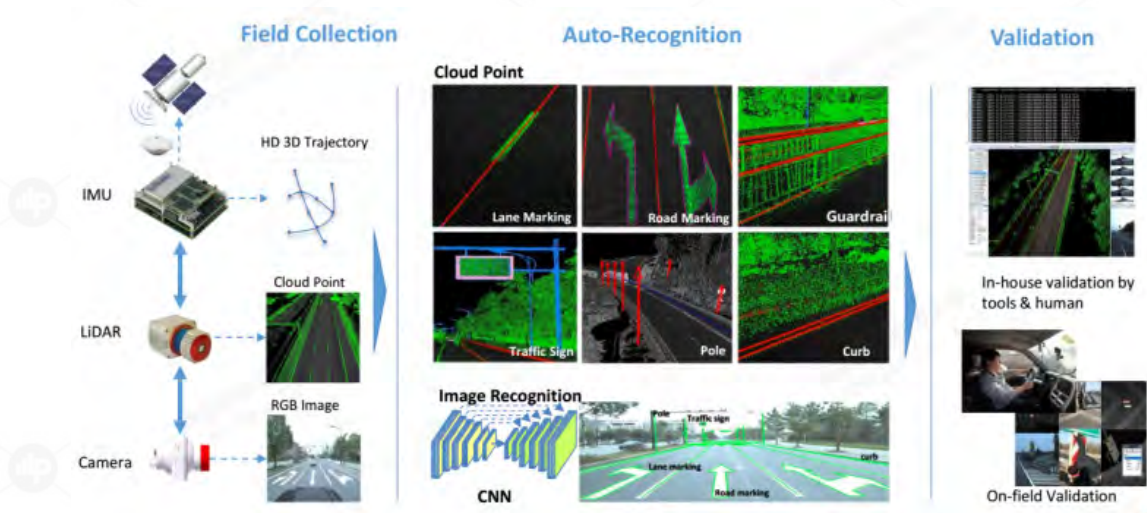 Field Collection
Auto-Recognition
Validation
Cloud Point
HD 3D Trajectory
IMU
Lane Marking
Road Marking
Guardrai
Cloud Point
In-house validation by
tools & human
LiDAR
Traffic Sign
Pole
Curb
RGB Image
Image Recognition
Pole
Traffic sign
Camera
Lane marking
curb
Road marking
CNN
On-field Validation